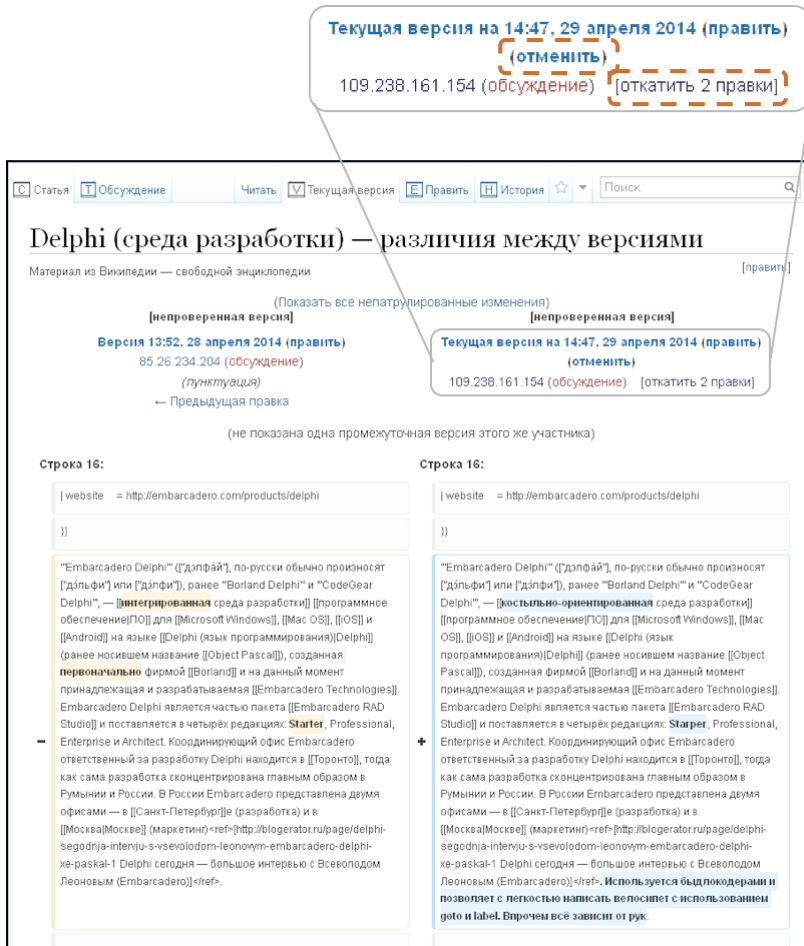 Текущая версия на 14:47, 29 апреля 2014 (править)
(отменить)
109.238.161.154 (обсуждение) [откатить 2 правки]
С Статья T Обсуждение Читать V Текущая версия E Править H История Поиск
Delphi (среда разработки) — различия между версиями
Материал из Википедии — свободной энциклопедии
[править]
(Показать все непатрулированные изменения)
[непроверенная версия]
Версия 13:52, 28 апреля 2014 (править)
85.26.234.204 (обсуждение)
(пунктуация)
← Предыдущая правка
[непроверенная версия]
Текущая версия на 14:47, 29 апреля 2014 (править)
(отменить)
109.238.161.154 (обсуждение) [откатить 2 правки]
(не показана одна промежуточная версия этого же участника)
Строка 16:
| website = http://embarcadero.com/products/delphi
}}
'''Embarcadero Delphi''' (["дэлфа́й"], по-русски обычно произносят
["дэ́льфи"] или ["дэ́лфи"]), ранее '''Borland Delphi''' и '''CodeGear
Delphi''', — [[интегрированная среда разработки]] [[программное
обеспечение|ПО]] для [[Microsoft Windows]], [[Mac OS]], [[iOS]] и
[[Android]] на языке [[Delphi (язык программирования)|Delphi]]
(ранее носившем название [[Object Pascal]]), созданная
первоначально фирмой [[Borland]] и на данный момент
принадлежащая и разрабатываемая [[Embarcadero Technologies]].
Embarcadero Delphi является частью пакета [[Embarcadero RAD
Studio]] и поставляется в четырёх редакциях: Starter, Professional,
– Enterprise и Architect. Координирующий офис Embarcadero
ответственный за разработку Delphi находится в [[Торонто]], тогда
как сама разработка сконцентрирована главным образом в
Румынии и России. В России Embarcadero представлена двумя
офисами — в [[Санкт-Петербург]]е (разработка) и в
[[Москва|Москве]] (маркетинг)<ref>[http://blogerator.ru/page/delphi-
segodnja-intervju-s-vsevolodom-leonovym-embarcadero-delphi-
xe-paskal-1 Delphi сегодня — большое интервью с Всеволодом
Леоновым (Embarcadero)]</ref>.
Строка 16:
| website = http://embarcadero.com/products/delphi
}}
'''Embarcadero Delphi''' (["дэлфа́й"], по-русски обычно произносят
["дэ́льфи"] или ["дэ́лфи"]), ранее '''Borland Delphi''' и '''CodeGear
Delphi''', — [[костыльно-ориентированная среда разработки]]
[[программное обеспечение|ПО]] для [[Microsoft Windows]], [[Mac
OS]], [[iOS]] и [[Android]] на языке [[Delphi (язык
программирования)|Delphi]] (ранее носившем название [[Object
Pascal]]), созданная фирмой [[Borland]] и на данный момент
принадлежащая и разрабатываемая [[Embarcadero Technologies]].
Embarcadero Delphi является частью пакета [[Embarcadero RAD
Studio]] и поставляется в четырёх редакциях: Starper, Professional,
+ Enterprise и Architect. Координирующий офис Embarcadero
ответственный за разработку Delphi находится в [[Торонто]], тогда
как сама разработка сконцентрирована главным образом в
Румынии и России. В России Embarcadero представлена двумя
офисами — в [[Санкт-Петербург]]е (разработка) и в
[[Москва|Москве]] (маркетинг)<ref>[http://blogerator.ru/page/delphi-
segodnja-intervju-s-vsevolodom-leonovym-embarcadero-delphi-
xe-paskal-1 Delphi сегодня — большое интервью с Всеволодом
Леоновым (Embarcadero)]</ref>. Используется быдлокодерами и
позволяет с легкостью написать велосипет с использованием
goto и label. Впрочем всё зависит от рук